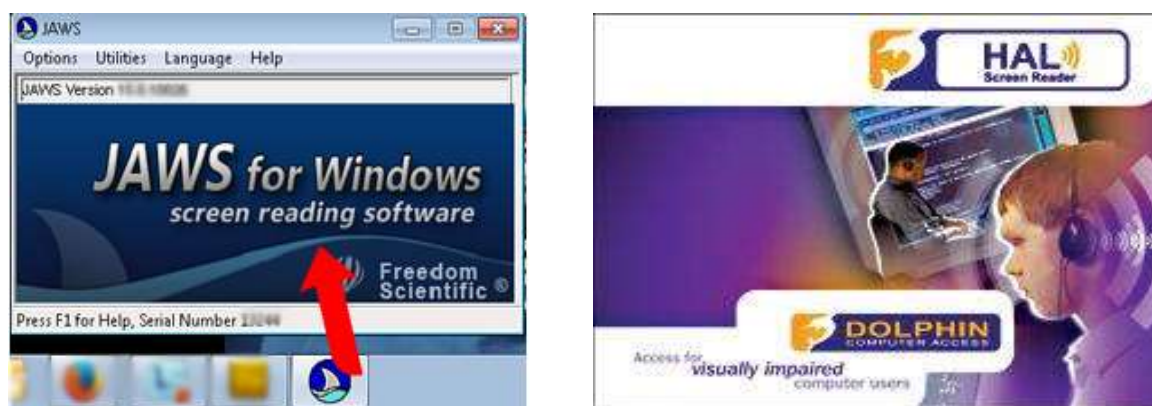 JAWS
Options Utilities Language Help
JAWS Version
JAWS for Windows
screen reading software
Freedom
Scientific ®
Press F1 for Help, Serial Number
HAL
Screen Reader
DOLPHIN
COMPUTER ACCESS
Access for
visually impaired
computer users